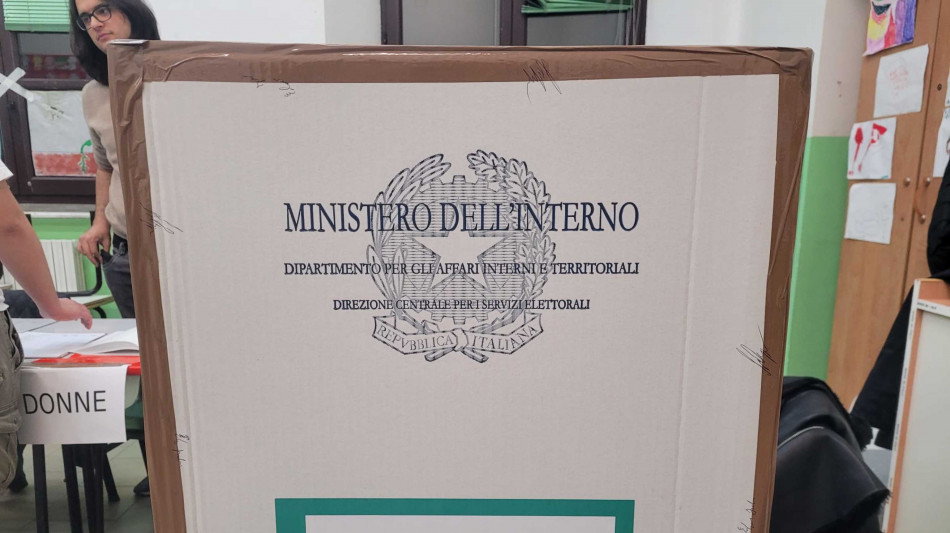 MINISTERO DELL'INTERNO
DIPARTIMENTO PER GLI AFFARI INTERNI E TERRITORIALI
DIREZIONE CENTRALE PER I SERVIZI ELETTORALI
REPVBBLICA ITALIANA
DONNE